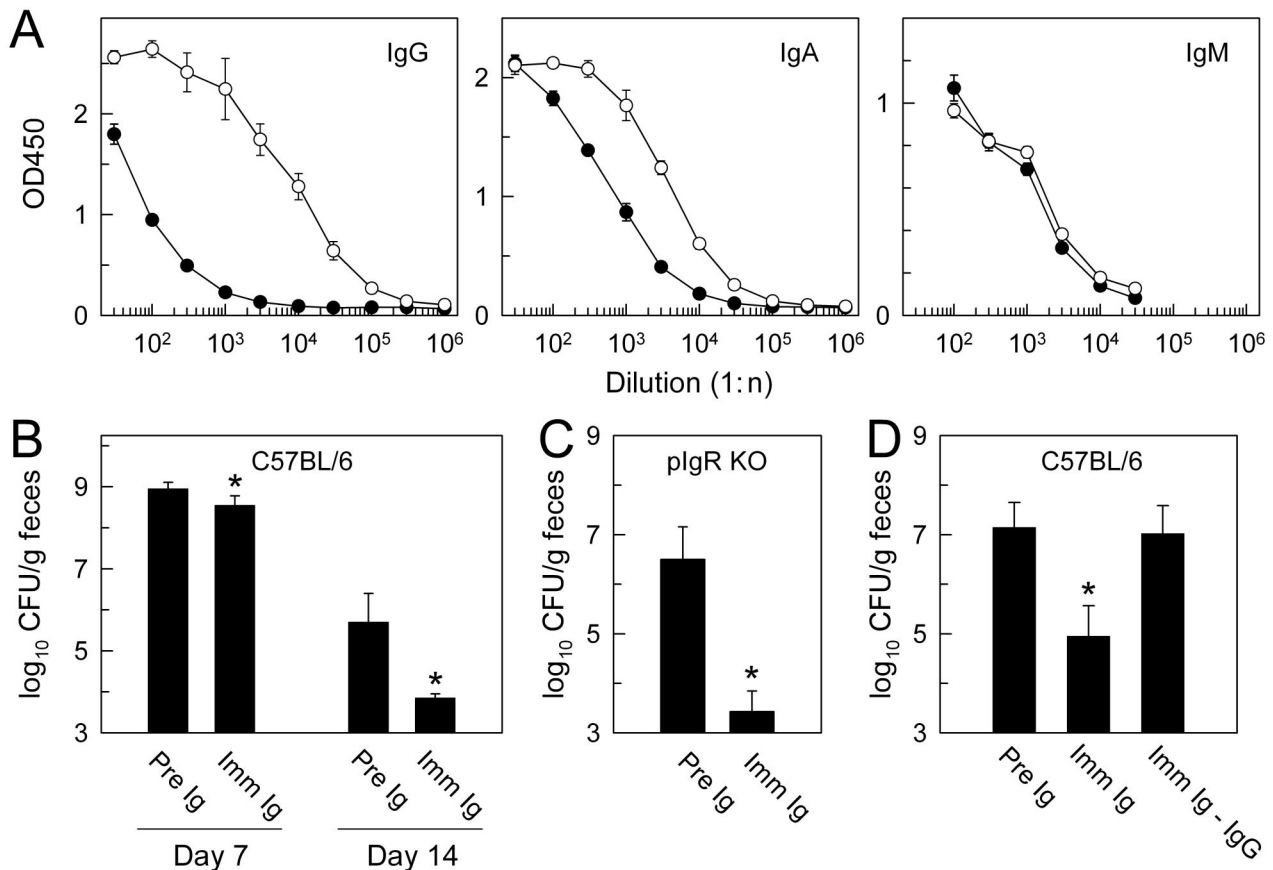 A
IgG
IgA
IgM
OD450
2
1
0
2
1
0
1
0
10² 10³ 10⁴ 10⁵ 10⁶
10² 10³ 10⁴ 10⁵ 10⁶
10² 10³ 10⁴ 10⁵ 10⁶
Dilution (1:n)
B
C57BL/6
log₁₀ CFU/g feces
9
7
5
3
*
*
Pre Ig
Imm Ig
Pre Ig
Imm Ig
Day 7
Day 14
C
pIgR KO
log₁₀ CFU/g feces
9
7
5
3
*
Pre Ig
Imm Ig
D
C57BL/6
log₁₀ CFU/g feces
9
7
5
3
*
Pre Ig
Imm Ig
Imm Ig - IgG